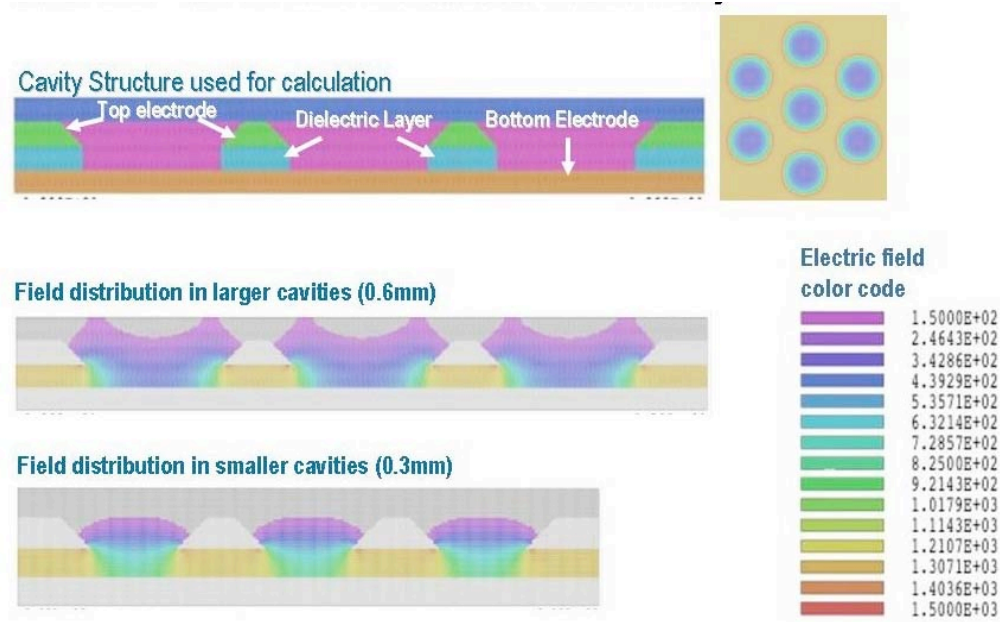 Cavity Structure used for calculation
Top electrode
Dielectric Layer
Bottom Electrode
Field distribution in larger cavities (0.6mm)
Field distribution in smaller cavities (0.3mm)
Electric field
color code
1.5000E+02
2.4643E+02
3.4286E+02
4.3929E+02
5.3571E+02
6.3214E+02
7.2857E+02
8.2500E+02
9.2143E+02
1.0179E+03
1.1143E+03
1.2107E+03
1.3071E+03
1.4036E+03
1.5000E+03